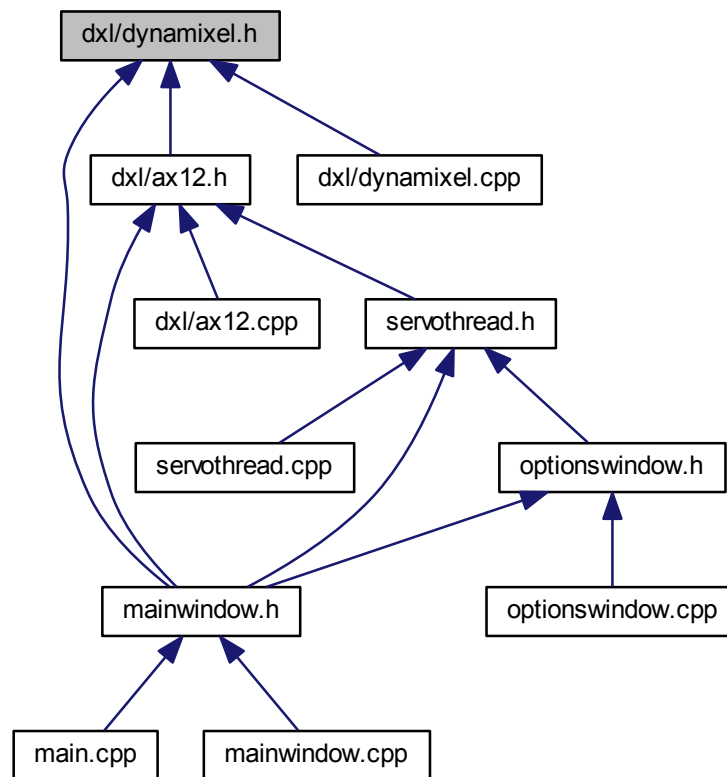 dxl/dynamixel.h
dxl/ax12.h
dxl/dynamixel.cpp
dxl/ax12.cpp
servothread.h
servothread.cpp
optionswindow.h
mainwindow.h
optionswindow.cpp
main.cpp
mainwindow.cpp